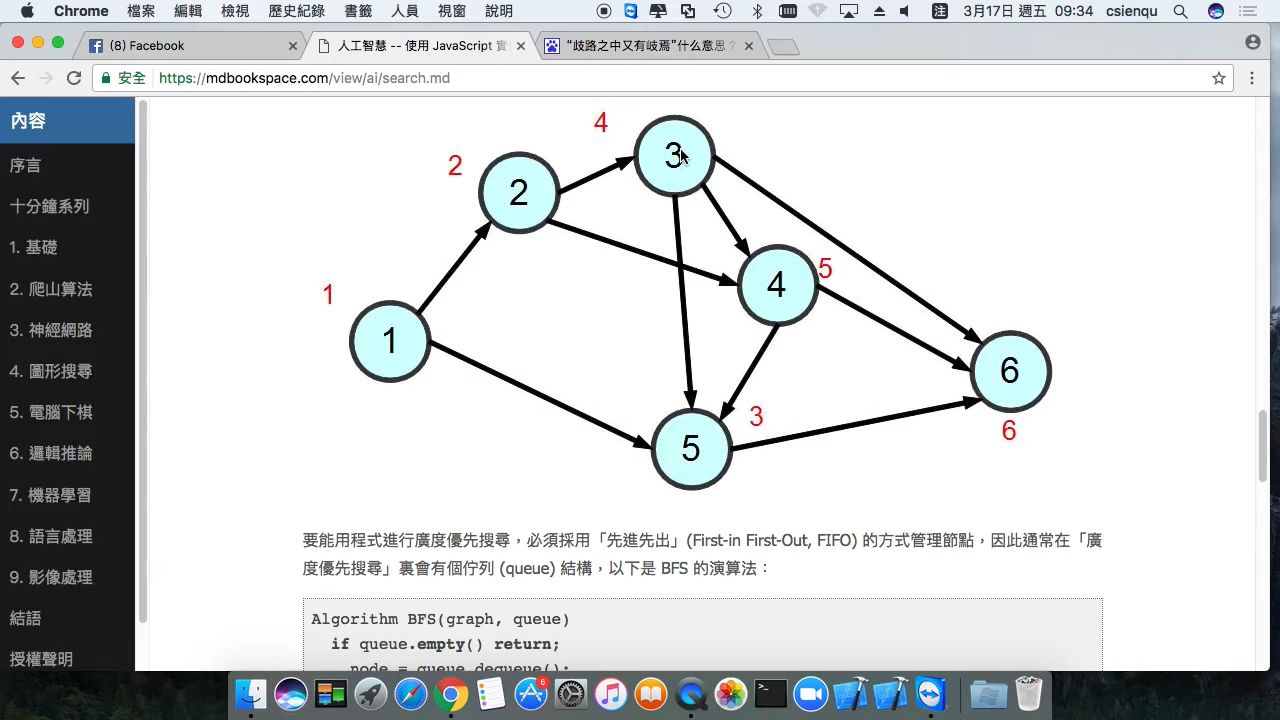 Chrome 檔案 編輯 檢視 歷史紀錄 書籤 人員 視窗 說明 注 3月17日 週五 09:34 csienqu
(8) Facebook
人工智慧 -- 使用 JavaScript 實
“歧路之中又有岐焉”什么意思？
安全 https://mdbookspace.com/view/ai/search.md
內容
序言
十分鐘系列
1. 基礎
2. 爬山算法
3. 神經網路
4. 圖形搜尋
5. 電腦下棋
6. 邏輯推論
7. 機器學習
8. 語言處理
9. 影像處理
結語
授權聲明
4
3
2
2
5
4
1
1
6
6
3
5
要能用程式進行廣度優先搜尋，必須採用「先進先出」(First-in First-Out, FIFO) 的方式管理節點，因此通常在「廣
度優先搜尋」裏會有個佇列 (queue) 結構，以下是 BFS 的演算法：
Algorithm BFS(graph, queue)
if queue.empty() return;
node = queue.dequeue();
6